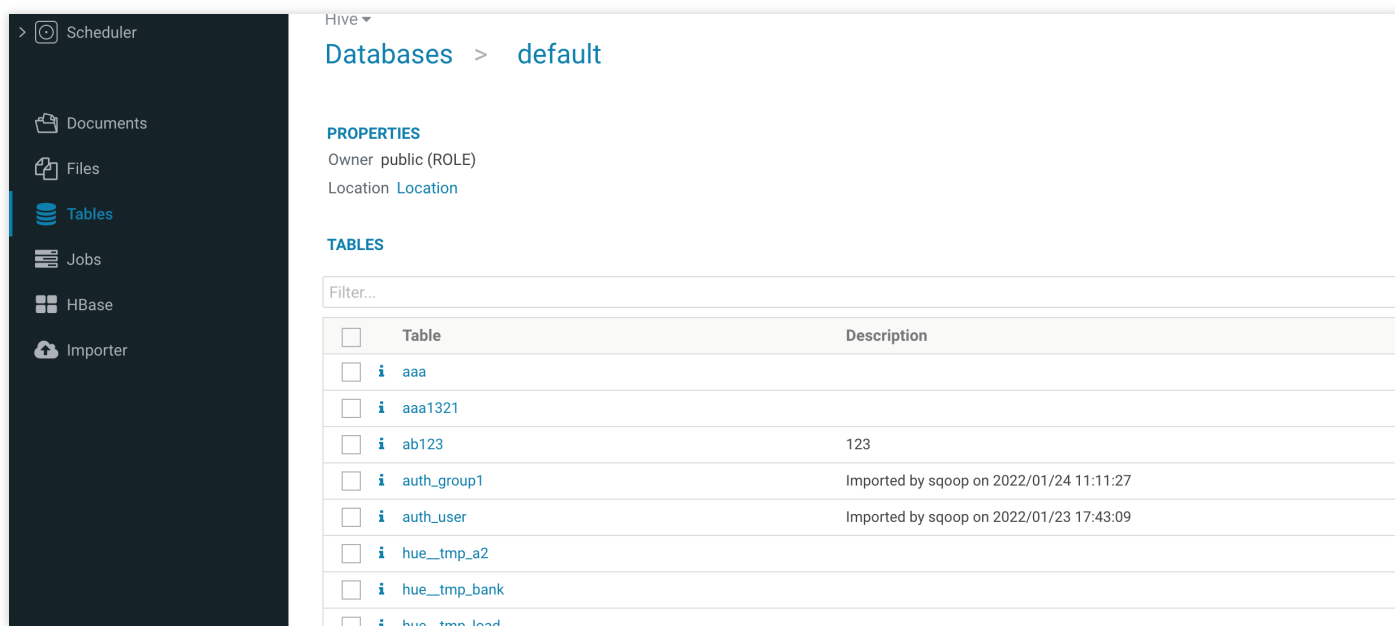 Scheduler
Documents
Files
Tables
Jobs
HBase
Importer
Hive
Databases > default
PROPERTIES
Owner public (ROLE)
Location Location
TABLES
Filter...
Table Description
aaa
aaa1321
ab123 123
auth_group1 Imported by sqoop on 2022/01/24 11:11:27
auth_user Imported by sqoop on 2022/01/23 17:43:09
hue__tmp_a2
hue__tmp_bank
hue__tmp_load